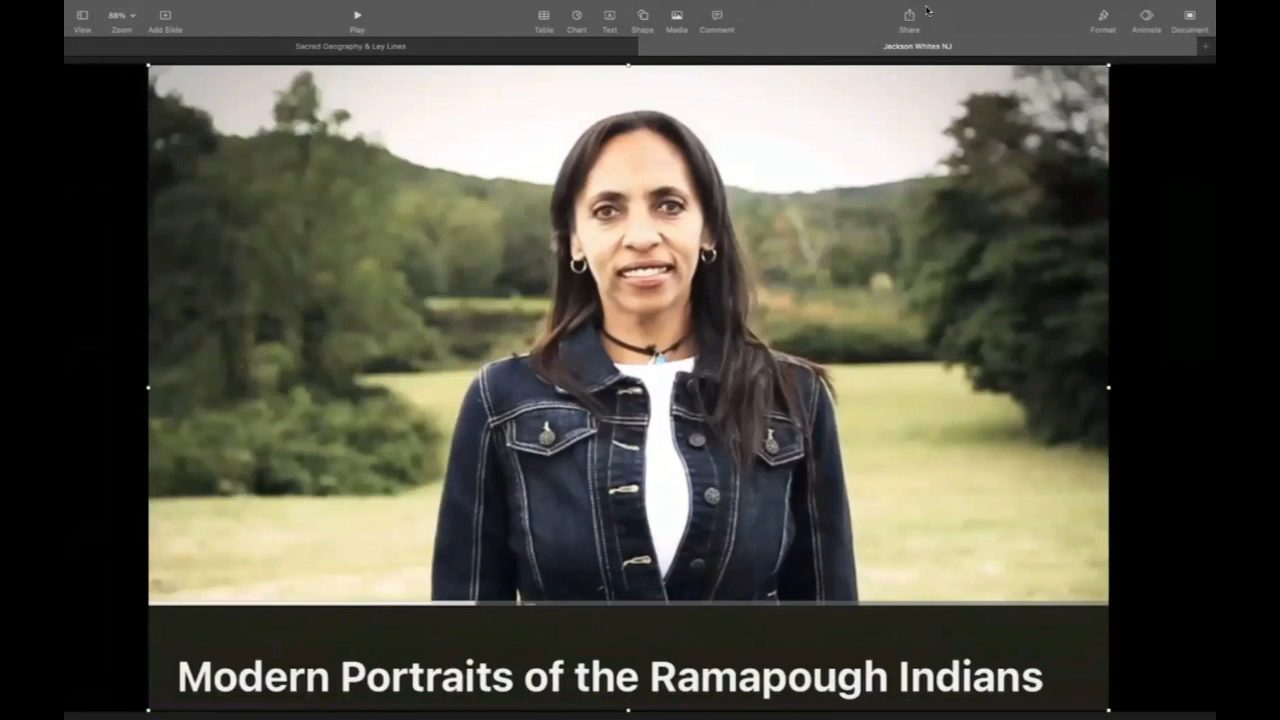 View
88%
Zoom
Add Slide
Play
Table
Chart
Text
Shape
Media
Comment
Share
Format
Animate
Document
Sacred Geography & Ley Lines
Jackson Whites NJ
Modern Portraits of the Ramapough Indians